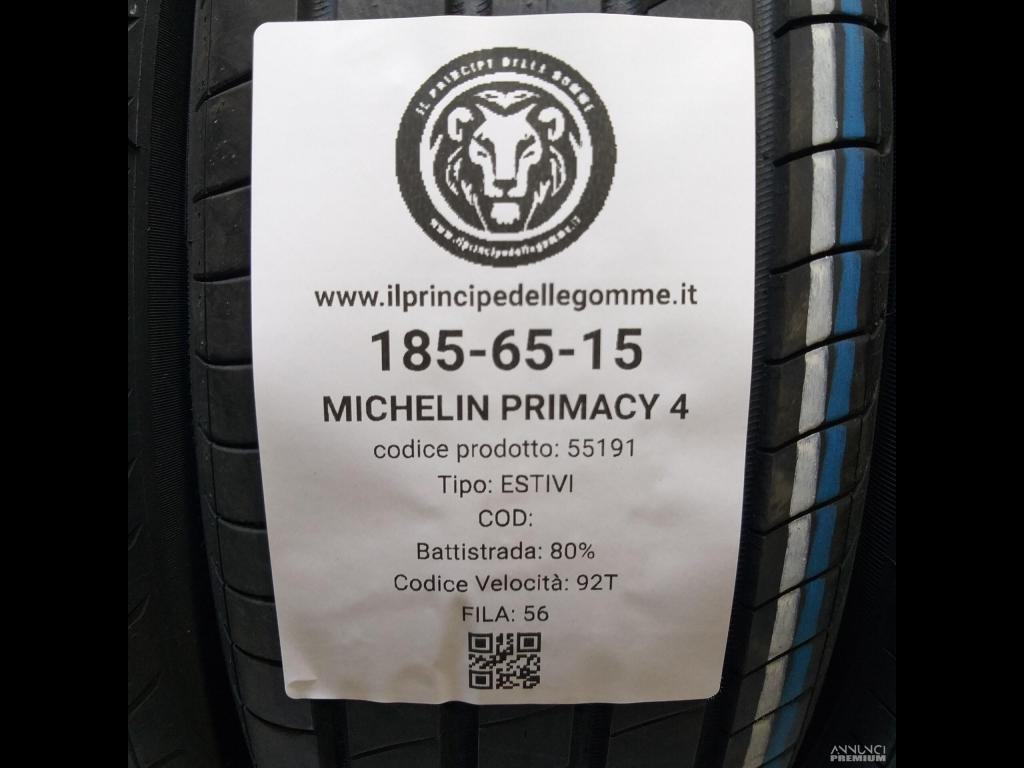 IL PRINCIPE DELLE GOMME
www.ilprincipedellegomme.it
www.ilprincipedellegomme.it
185-65-15
MICHELIN PRIMACY 4
codice prodotto: 55191
Tipo: ESTIVI
COD:
Battistrada: 80%
Codice Velocità: 92T
FILA: 56
ANNUNCI
PREMIUM